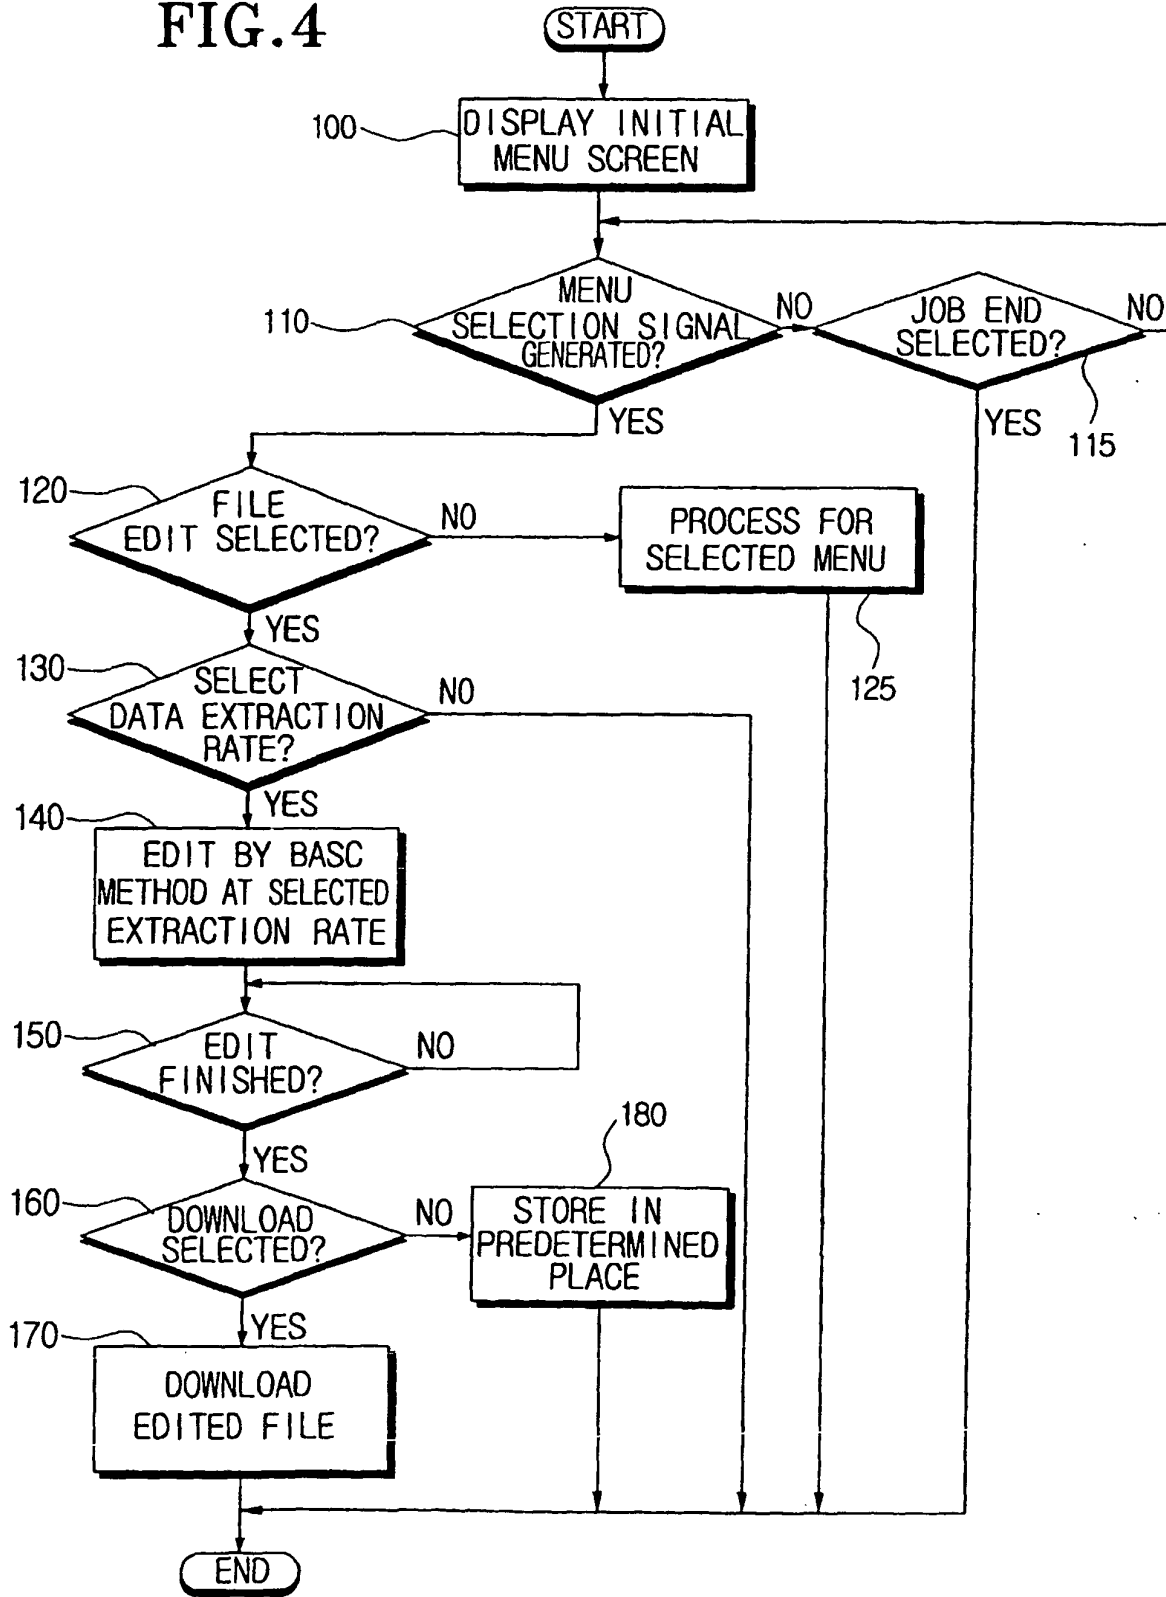 FIG.4
START
100
DISPLAY INITIAL
MENU SCREEN
110
MENU
SELECTION SIGNAL
GENERATED?
NO
JOB END
SELECTED?
NO
115
YES
YES
120
FILE
EDIT SELECTED?
NO
PROCESS FOR
SELECTED MENU
125
YES
130
SELECT
DATA EXTRACTION
RATE?
NO
YES
140
EDIT BY BASC
METHOD AT SELECTED
EXTRACTION RATE
150
EDIT
FINISHED?
NO
YES
160
DOWNLOAD
SELECTED?
NO
180
STORE IN
PREDETERMINED
PLACE
YES
170
DOWNLOAD
EDITED FILE
END